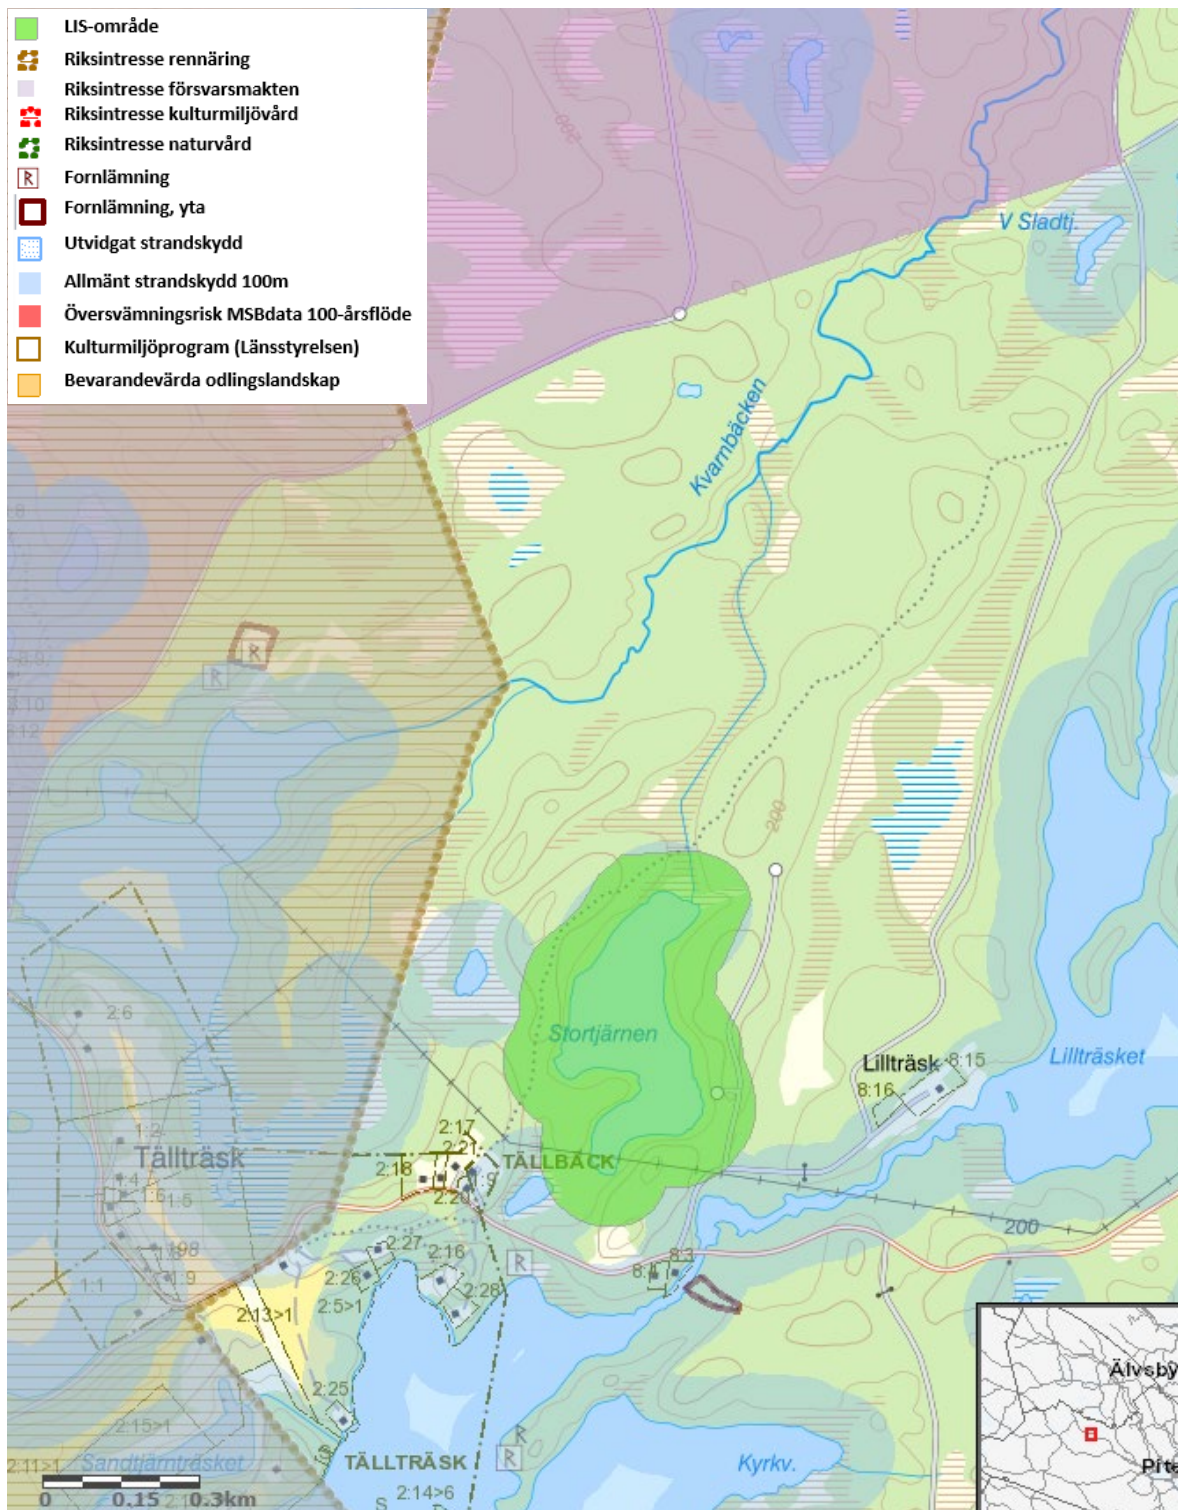 LIS-område
Riksintresse rennäring
Riksintresse försvarsmakten
Riksintresse kulturmiljövård
Riksintresse naturvård
R Fornlämning
Fornlämning, yta
Utvidgat strandskydd
Allmänt strandskydd 100m
Översvämningsrisk MSBdata 100-årsflöde
Kulturmiljöprogram (Länsstyrelsen)
Bevarandevärda odlingslandskap
200
V Sladtj.
Kvarnbäcken
R
R
200
2:6
Stortjärnen
Lillträsk
8:15
8:16
Lillträsket
1:2
Tällträsk
2:17
2:21
2:18
2:20
TÄLLBÄCK
1:4
1:6
1:5
198
1:9
1:1
200
2:27
2:16
2:26
2:28
2:5>1
R
8:3
8:4
2:13>1
2:25
2:15>1
Sandtjärnträsket
2:11>1
TÄLLTRÄSK
R
R
Kyrkv.
S
2:14>6
0 0,15 0.3km
Älvsby
Pite